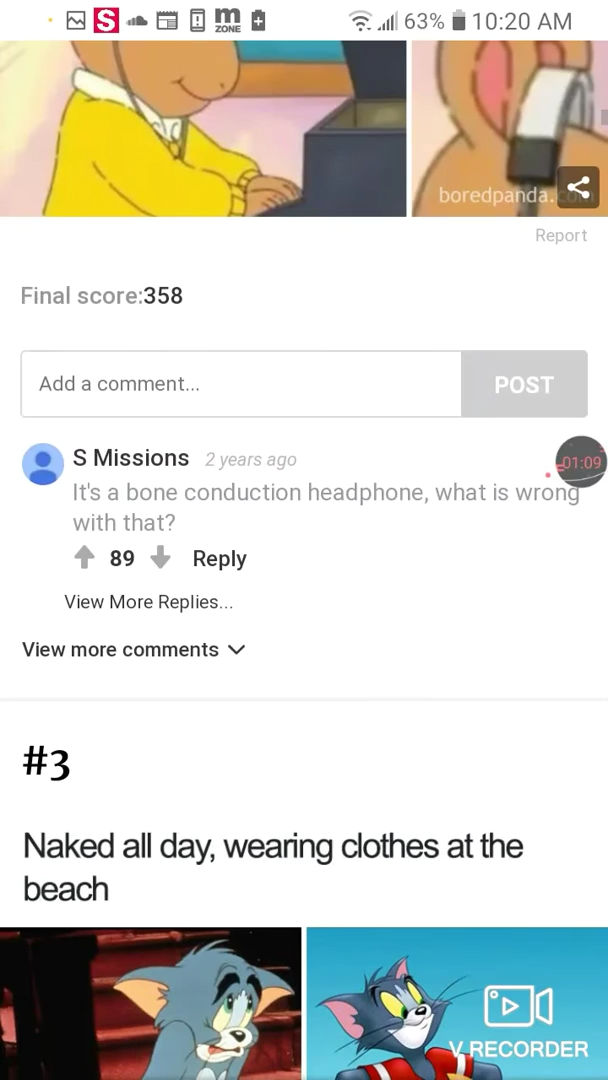 S
m
ZONE
63%
10:20 AM
boredpanda.com
Report
Final score:358
Add a comment...
POST
S Missions 2 years ago
01:09
It's a bone conduction headphone, what is wrong
with that?
89 Reply
View More Replies...
View more comments
#3
Naked all day, wearing clothes at the
beach
V RECORDER